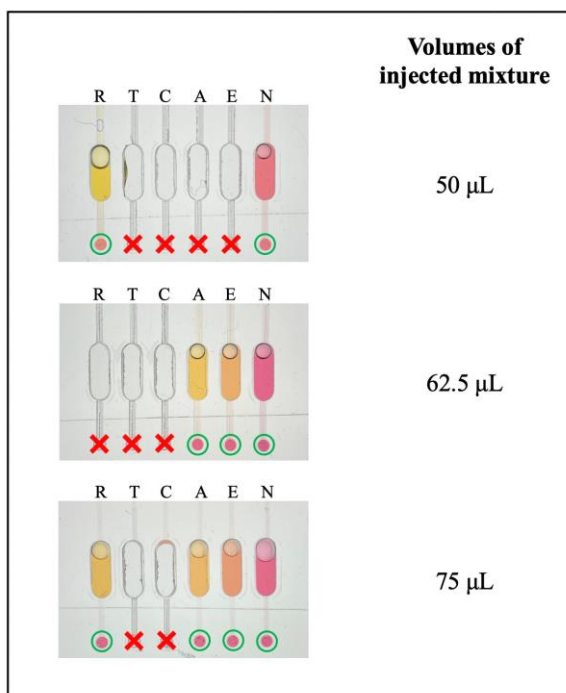 Volumes of
injected mixture
R T C A E N
50 μL
R T C A E N
62.5 μL
R T C A E N
75 μL